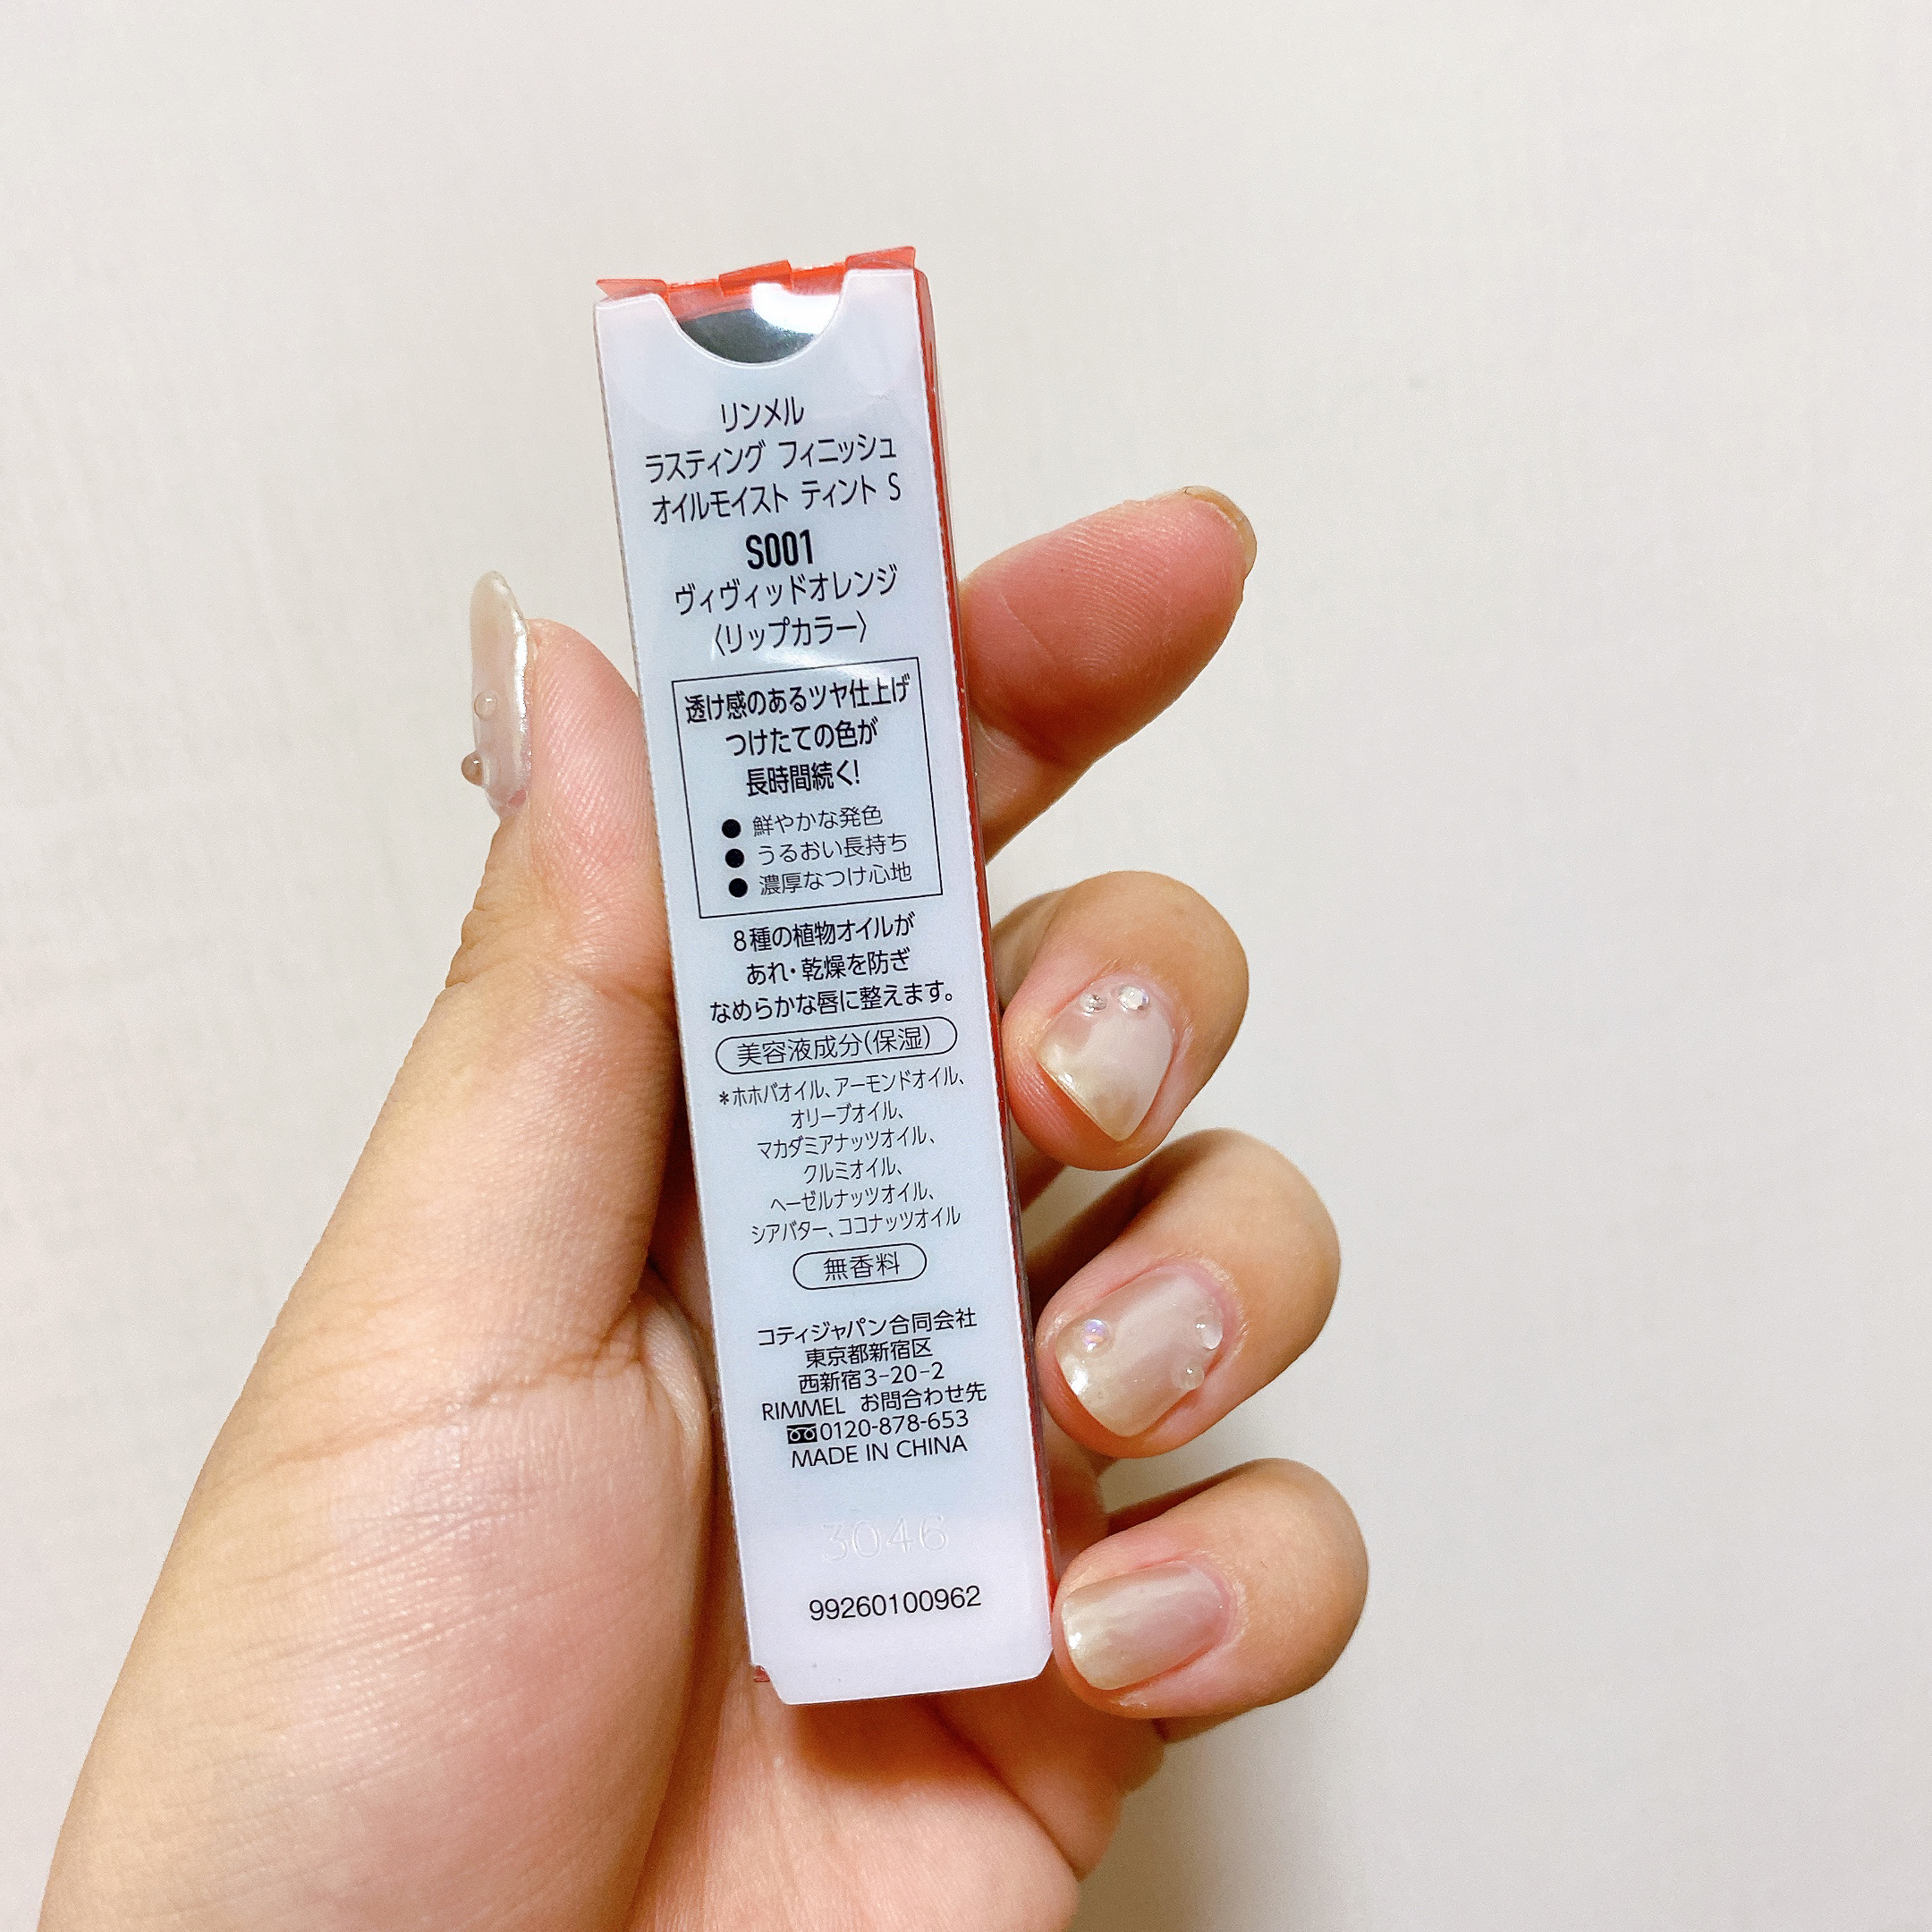 リンメル
ラスティング フィニッシュ
オイルモイスト ティント S
S001
ヴィヴィッドオレンジ
〈リップカラー〉
透け感のあるツヤ仕上げ
つけたての色が
長時間続く!
● 鮮やかな発色
● うるおい長持ち
● 濃厚なつけ心地
8種の植物オイルが
あれ・乾燥を防ぎ
なめらかな唇に整えます。
美容液成分(保湿)
*ホホバオイル、アーモンドオイル、
オリーブオイル、
マカダミアナッツオイル、
クルミオイル、
ヘーゼルナッツオイル、
シアバター、ココナッツオイル
無香料
コティジャパン合同会社
東京都新宿区
西新宿3-20-2
RIMMEL お問合わせ先
0120-878-653
MADE IN CHINA
3046
99260100962